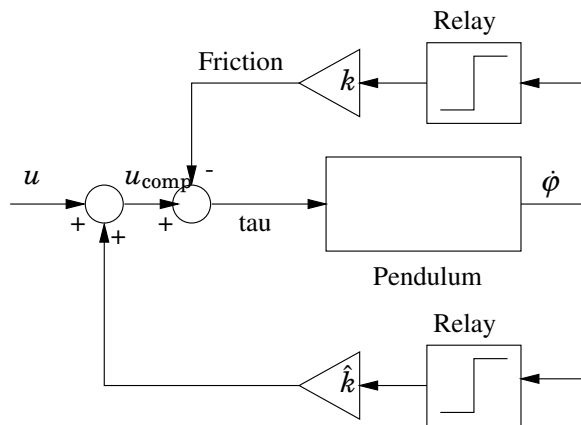 Relay
Friction
k
u
u_comp
-
φ̇
+
+
+
tau
Pendulum
Relay
k̂